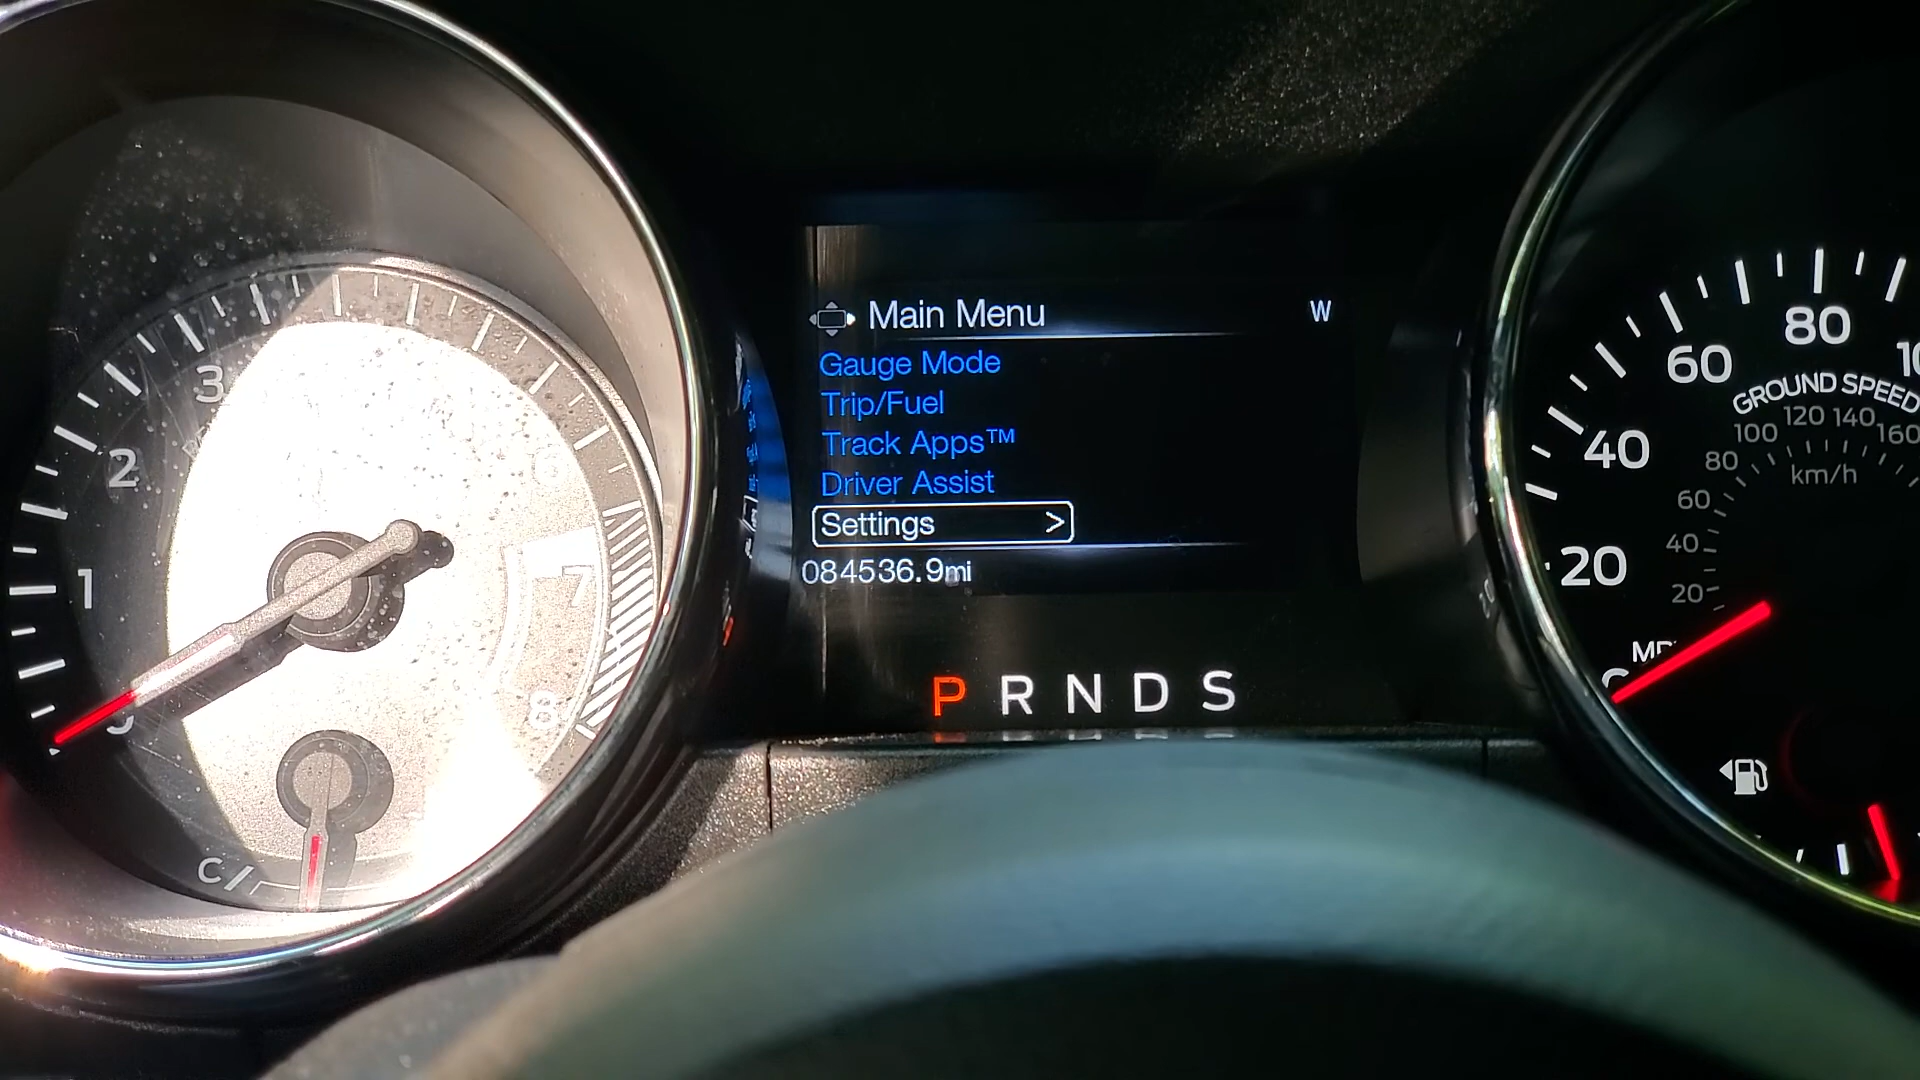 Main Menu W
Gauge Mode
Trip/Fuel
Track Apps™
Driver Assist
Settings >
084536.9mi
P R N D S
1
2
3
7
8
C
20
40
60
80
GROUND SPEED
20
40
60
80
100
120
140
160
km/h